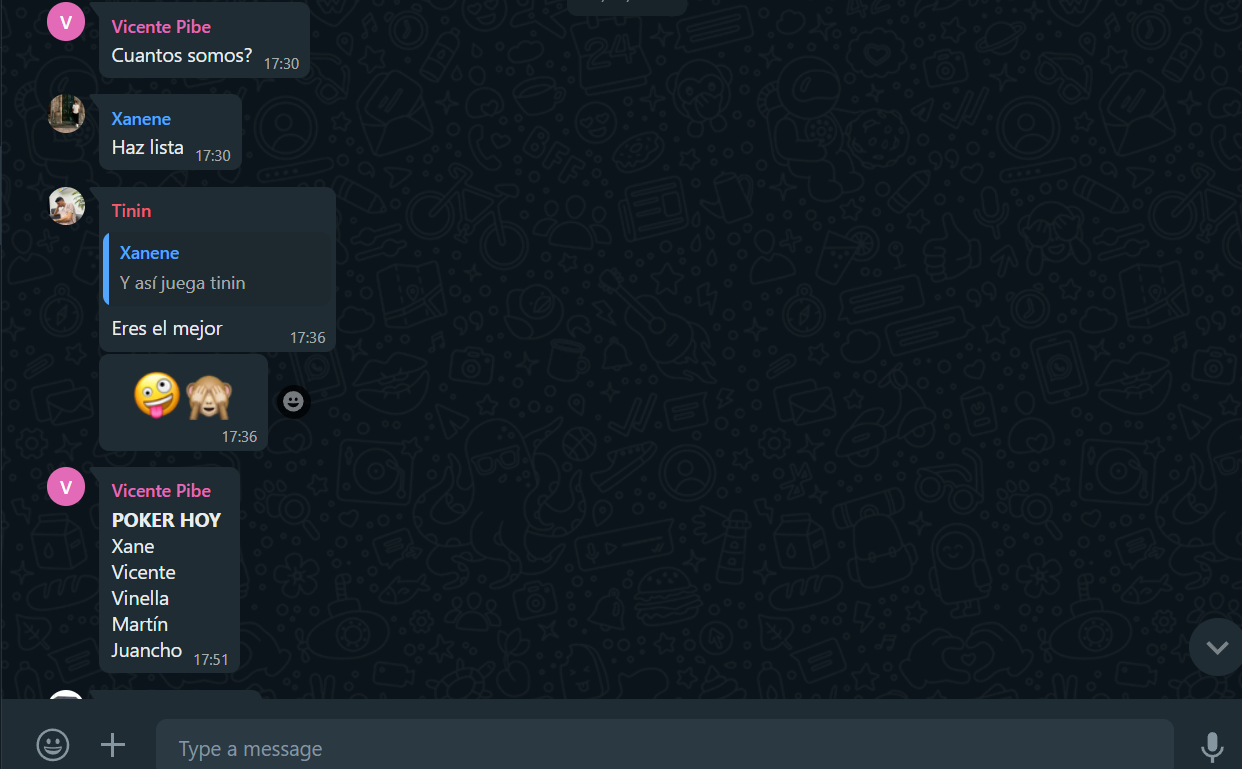 V
Vicente Pibe
Cuantos somos?
17:30
Xanene
Haz lista
17:30
Tinin
Xanene
Y así juega tinin
Eres el mejor
17:36
17:36
V
Vicente Pibe
POKER HOY
Xane
Vicente
Vinella
Martín
Juancho
17:51
Type a message